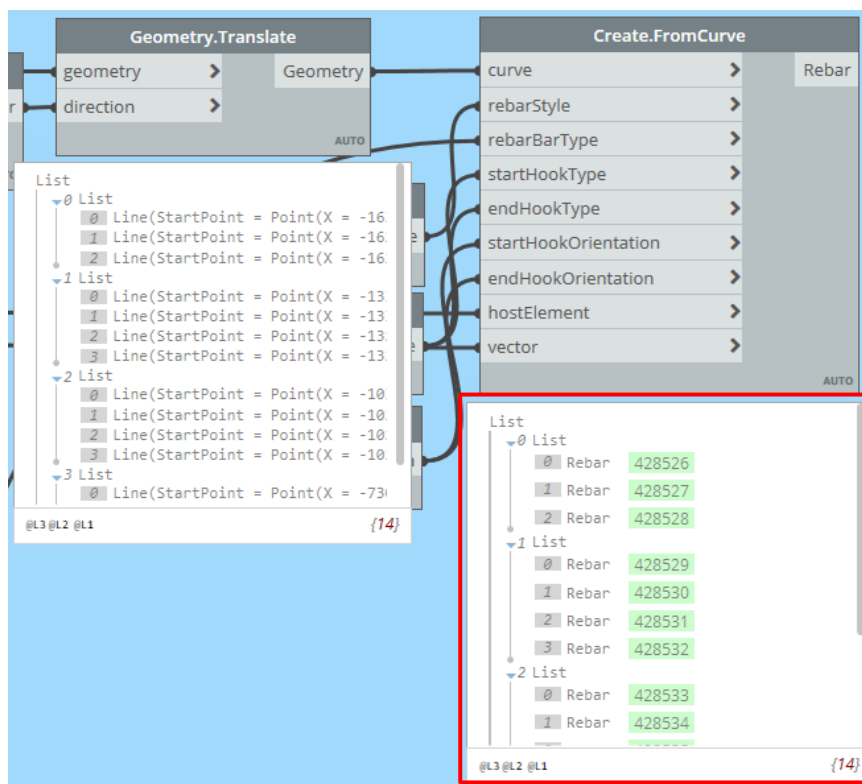 Geometry.Translate
geometry > Geometry
direction >
AUTO
List
0 List
0 Line(StartPoint = Point(X = -16
1 Line(StartPoint = Point(X = -16
2 Line(StartPoint = Point(X = -16
1 List
0 Line(StartPoint = Point(X = -13
1 Line(StartPoint = Point(X = -13
2 Line(StartPoint = Point(X = -13
3 Line(StartPoint = Point(X = -13
2 List
0 Line(StartPoint = Point(X = -10
1 Line(StartPoint = Point(X = -10
2 Line(StartPoint = Point(X = -10
3 Line(StartPoint = Point(X = -10
3 List
0 Line(StartPoint = Point(X = -73
@L3 @L2 @L1 {14}
Create.FromCurve
curve > Rebar
rebarStyle >
rebarBarType >
startHookType >
endHookType >
startHookOrientation >
endHookOrientation >
hostElement >
vector >
AUTO
List
0 List
0 Rebar 428526
1 Rebar 428527
2 Rebar 428528
1 List
0 Rebar 428529
1 Rebar 428530
2 Rebar 428531
3 Rebar 428532
2 List
0 Rebar 428533
1 Rebar 428534
@L3 @L2 @L1 {14}